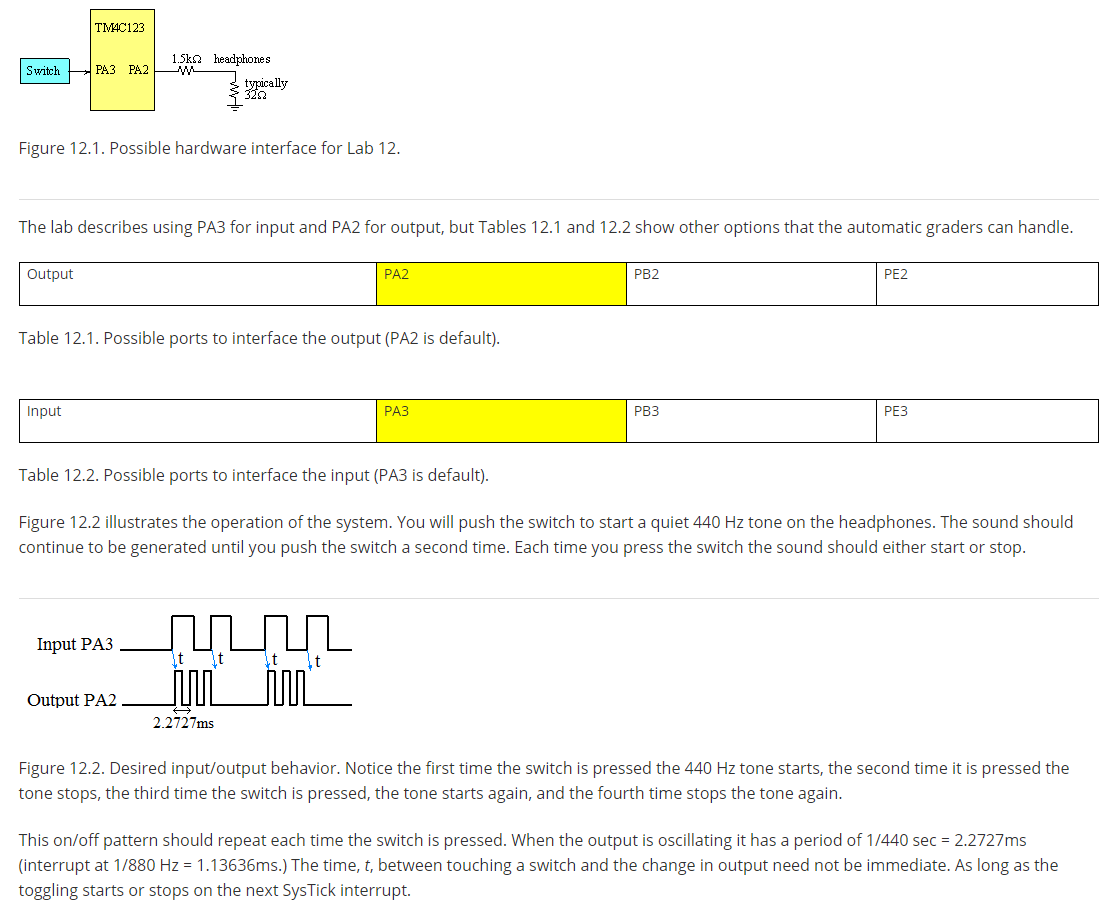 TM4C123
1.5kΩ headphones
Switch PA3 PA2
typically
32Ω
Figure 12.1. Possible hardware interface for Lab 12.
The lab describes using PA3 for input and PA2 for output, but Tables 12.1 and 12.2 show other options that the automatic graders can handle.
Output PA2 PB2 PE2
Table 12.1. Possible ports to interface the output (PA2 is default).
Input PA3 PB3 PE3
Table 12.2. Possible ports to interface the input (PA3 is default).
Figure 12.2 illustrates the operation of the system. You will push the switch to start a quiet 440 Hz tone on the headphones. The sound should
continue to be generated until you push the switch a second time. Each time you press the switch the sound should either start or stop.
Input PA3
t t t t
Output PA2
2.2727ms
Figure 12.2. Desired input/output behavior. Notice the first time the switch is pressed the 440 Hz tone starts, the second time it is pressed the
tone stops, the third time the switch is pressed, the tone starts again, and the fourth time stops the tone again.
This on/off pattern should repeat each time the switch is pressed. When the output is oscillating it has a period of 1/440 sec = 2.2727ms
(interrupt at 1/880 Hz = 1.13636ms.) The time, t, between touching a switch and the change in output need not be immediate. As long as the
toggling starts or stops on the next SysTick interrupt.